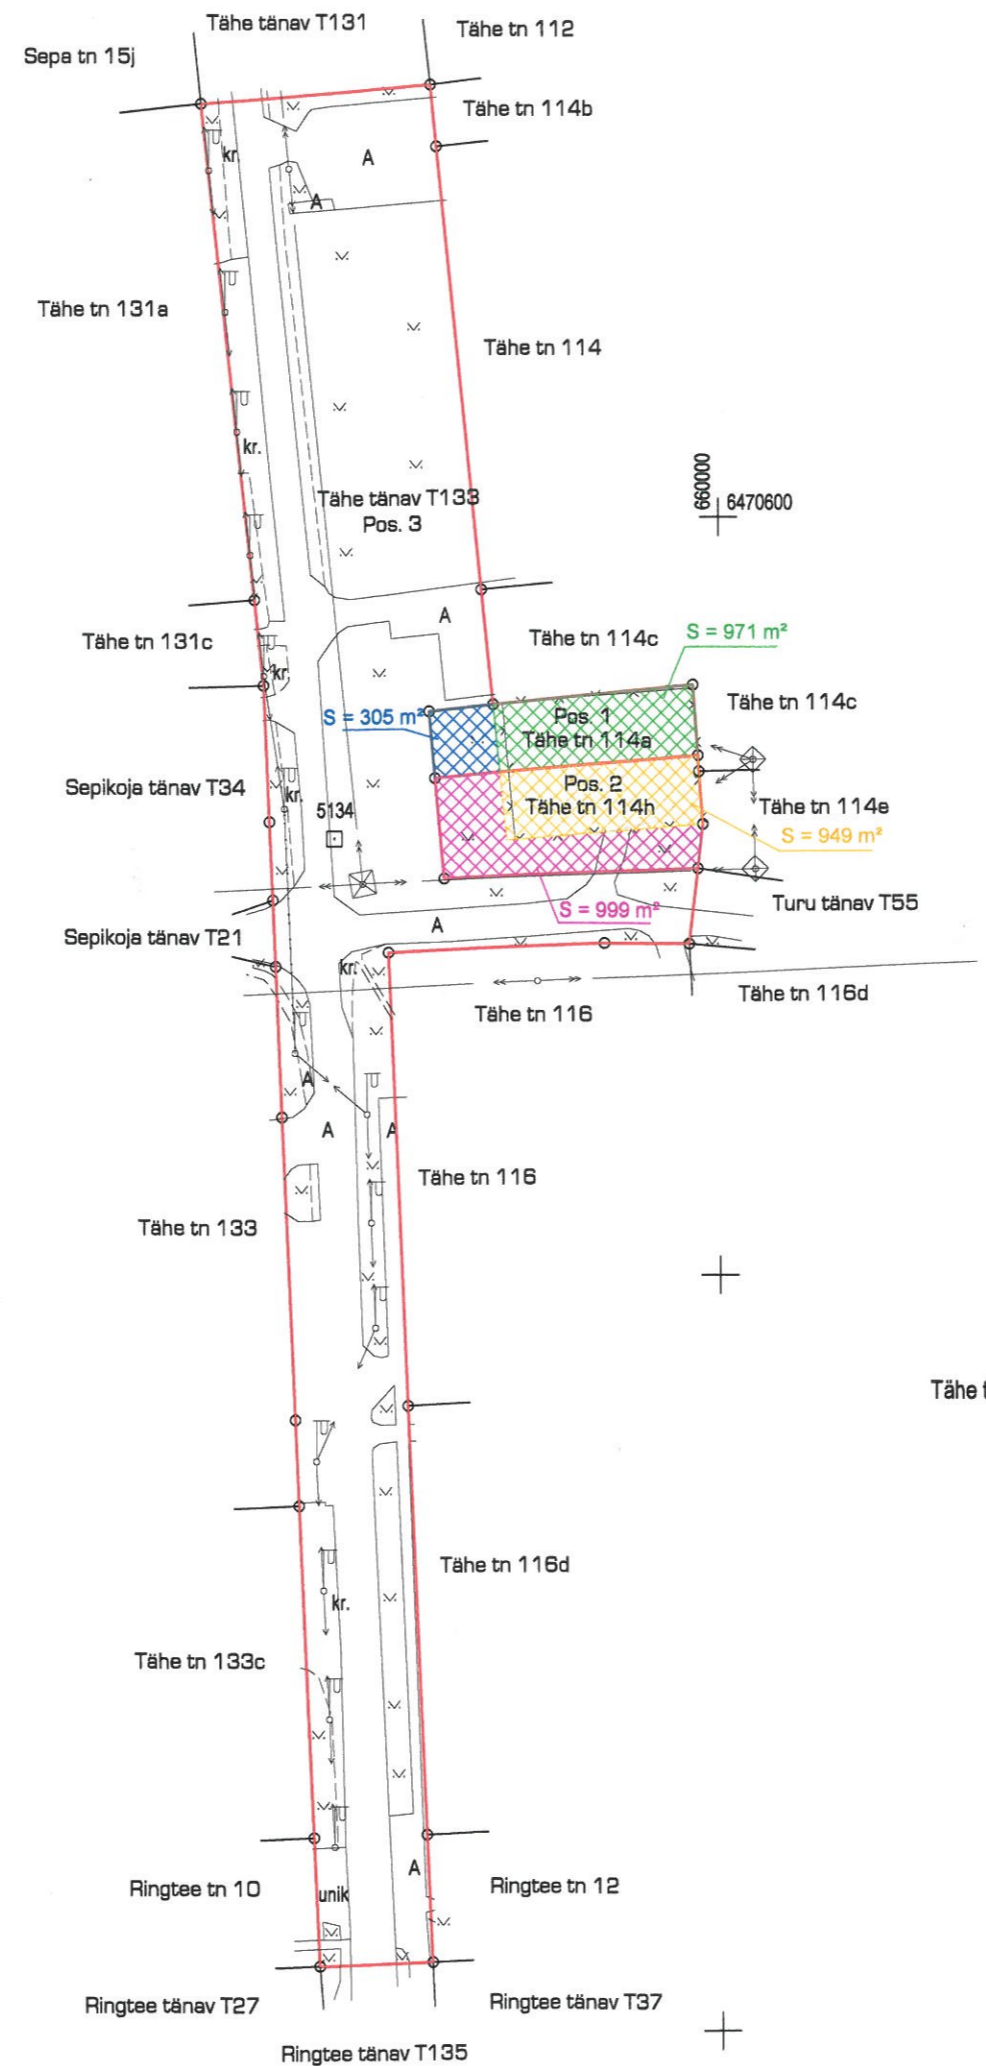 Tähe tänav T131
Tähe tn 112
Sepa tn 15j
Tähe tn 114b
kr.
A
A
Tähe tn 131a
Tähe tn 114
kr.
660000
6470600
Tähe tänav T133
Pos. 3
A
Tähe tn 131c
Tähe tn 114c
S = 971 m²
kr.
Tähe tn 114c
S = 305 m²
Pos. 1
Tähe tn 114a
Sepikoja tänav T34
kr.
Pos. 2
Tähe tn 114h
5134
Tähe tn 114e
S = 949 m²
S = 999 m²
Turu tänav T55
Sepikoja tänav T21
A
kr.
Tähe tn 116d
Tähe tn 116
A
A
A
Tähe tn 116
Tähe tn 133
Tähe t
Tähe tn 116d
kr.
Tähe tn 133c
A
Ringtee tn 10
Ringtee tn 12
unik
Ringtee tänav T27
Ringtee tänav T37
Ringtee tänav T135